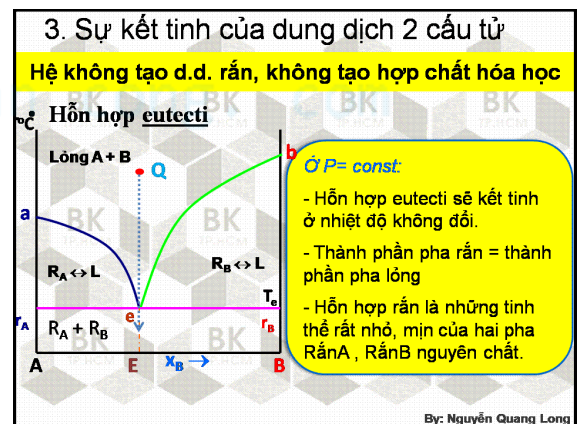 3. Sự kết tinh của dung dịch 2 cấu tử
Hệ không tạo d.d. rắn, không tạo hợp chất hóa học
• Hỗn hợp eutecti
°C
Lỏng A + B
Q
b
a
R_A ↔ L
R_B ↔ L
T_e
r_A
e
r_B
R_A + R_B
A
E
x_B →
B
Ở P= const:
- Hỗn hợp eutecti sẽ kết tinh
ở nhiệt độ không đổi.
- Thành phần pha rắn = thành
phần pha lỏng
- Hỗn hợp rắn là những tinh
thể rất nhỏ, mịn của hai pha
RắnA , RắnB nguyên chất.
BK
TP.HCM
By: Nguyễn Quang Long